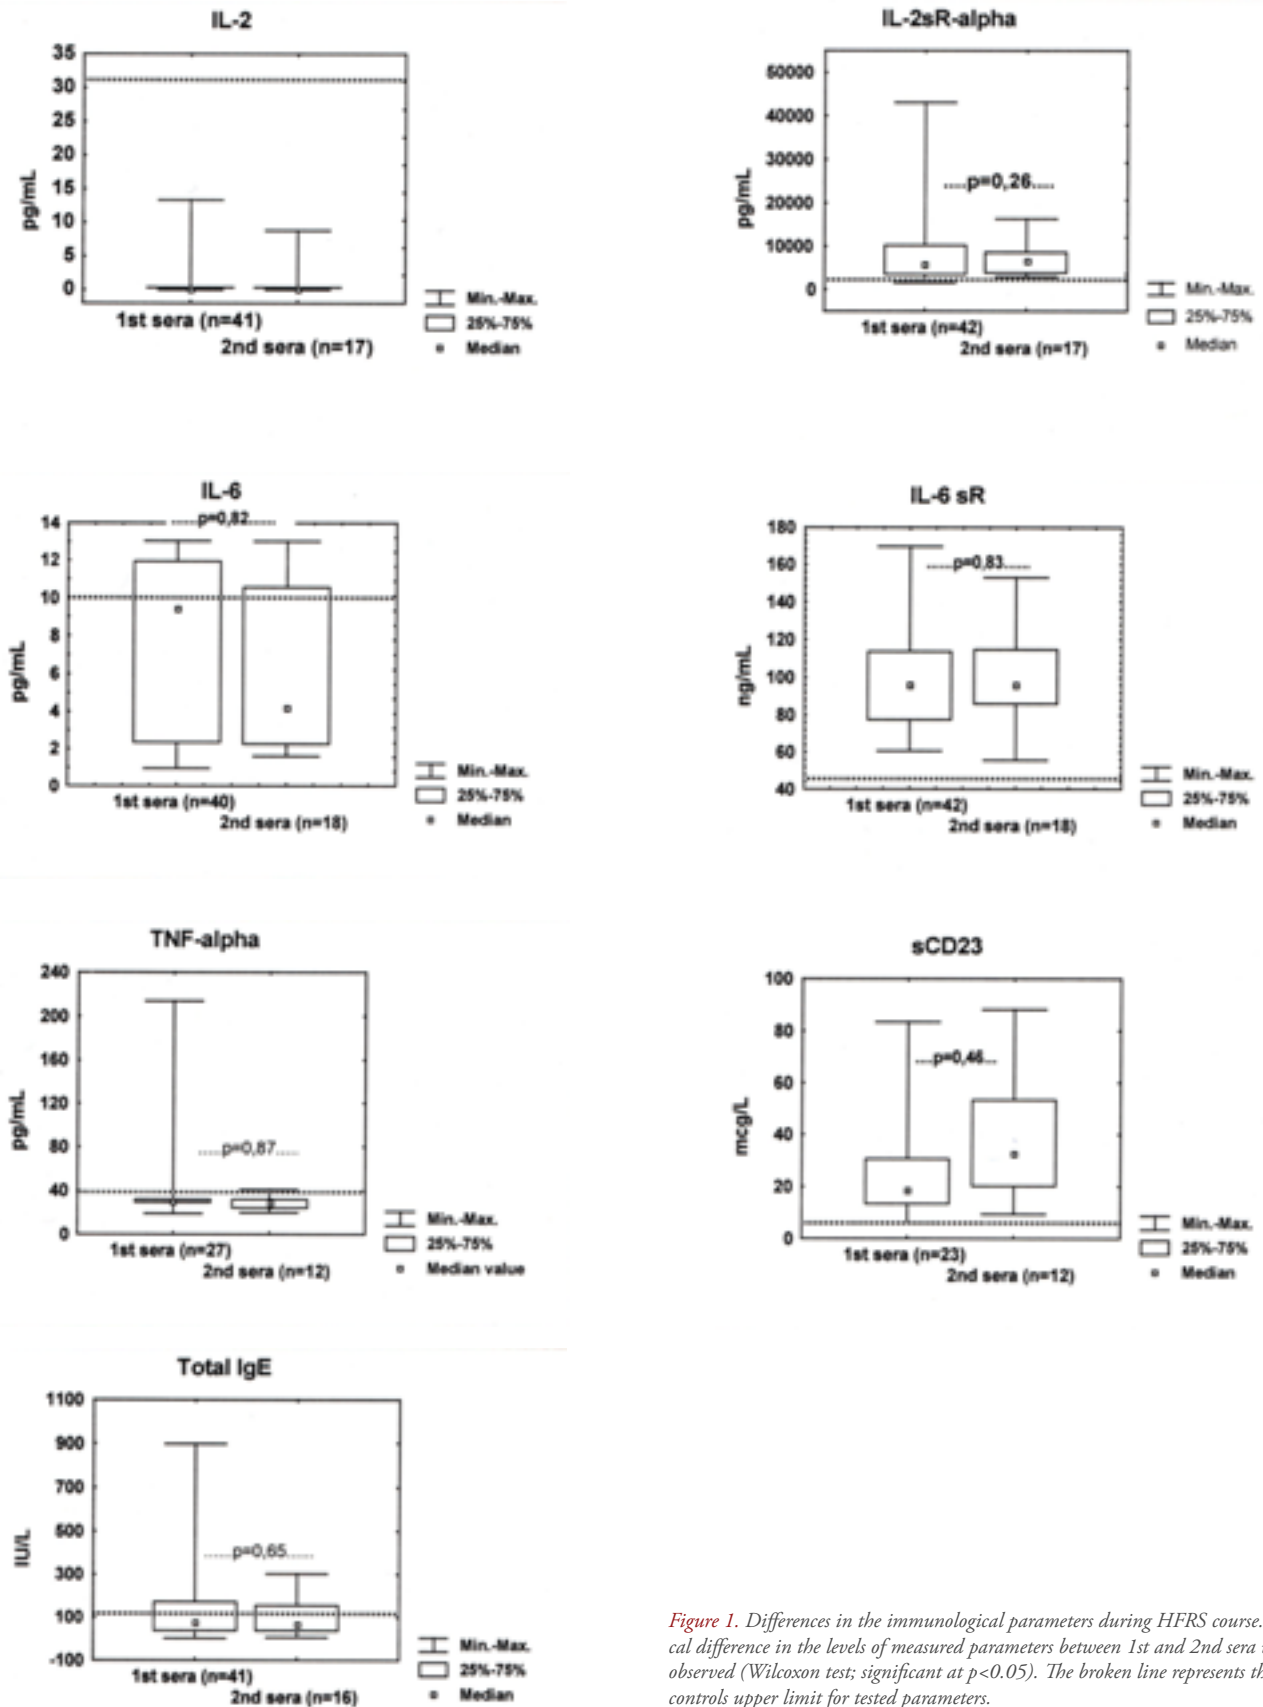 IL-2
35
30
25
20
15
10
5
0
pg/mL
1st sera (n=41)
2nd sera (n=17)
Min.-Max.
25%-75%
Median
IL-2sR-alpha
50000
40000
30000
20000
10000
0
pg/mL
p=0,26
1st sera (n=42)
2nd sera (n=17)
Min.-Max.
25%-75%
Median
IL-6
14
12
10
8
6
4
2
0
pg/mL
p=0,82
1st sera (n=40)
2nd sera (n=18)
Min.-Max.
25%-75%
Median
IL-6 sR
180
160
140
120
100
80
60
40
ng/mL
p=0,83
1st sera (n=42)
2nd sera (n=18)
Min.-Max.
25%-75%
Median
TNF-alpha
240
200
160
120
80
40
0
pg/mL
p=0,87
1st sera (n=27)
2nd sera (n=12)
Min.-Max.
25%-75%
Median value
sCD23
100
80
60
40
20
0
mcg/L
p=0,46
1st sera (n=23)
2nd sera (n=12)
Min.-Max.
25%-75%
Median
Total IgE
1100
900
700
500
300
100
-100
IU/L
p=0,65
1st sera (n=41)
2nd sera (n=16)
Min.-Max.
25%-75%
Median
Figure 1. Differences in the immunological parameters during HFRS course.
cal difference in the levels of measured parameters between 1st and 2nd sera
observed (Wilcoxon test; significant at p<0.05). The broken line represents
controls upper limit for tested parameters.